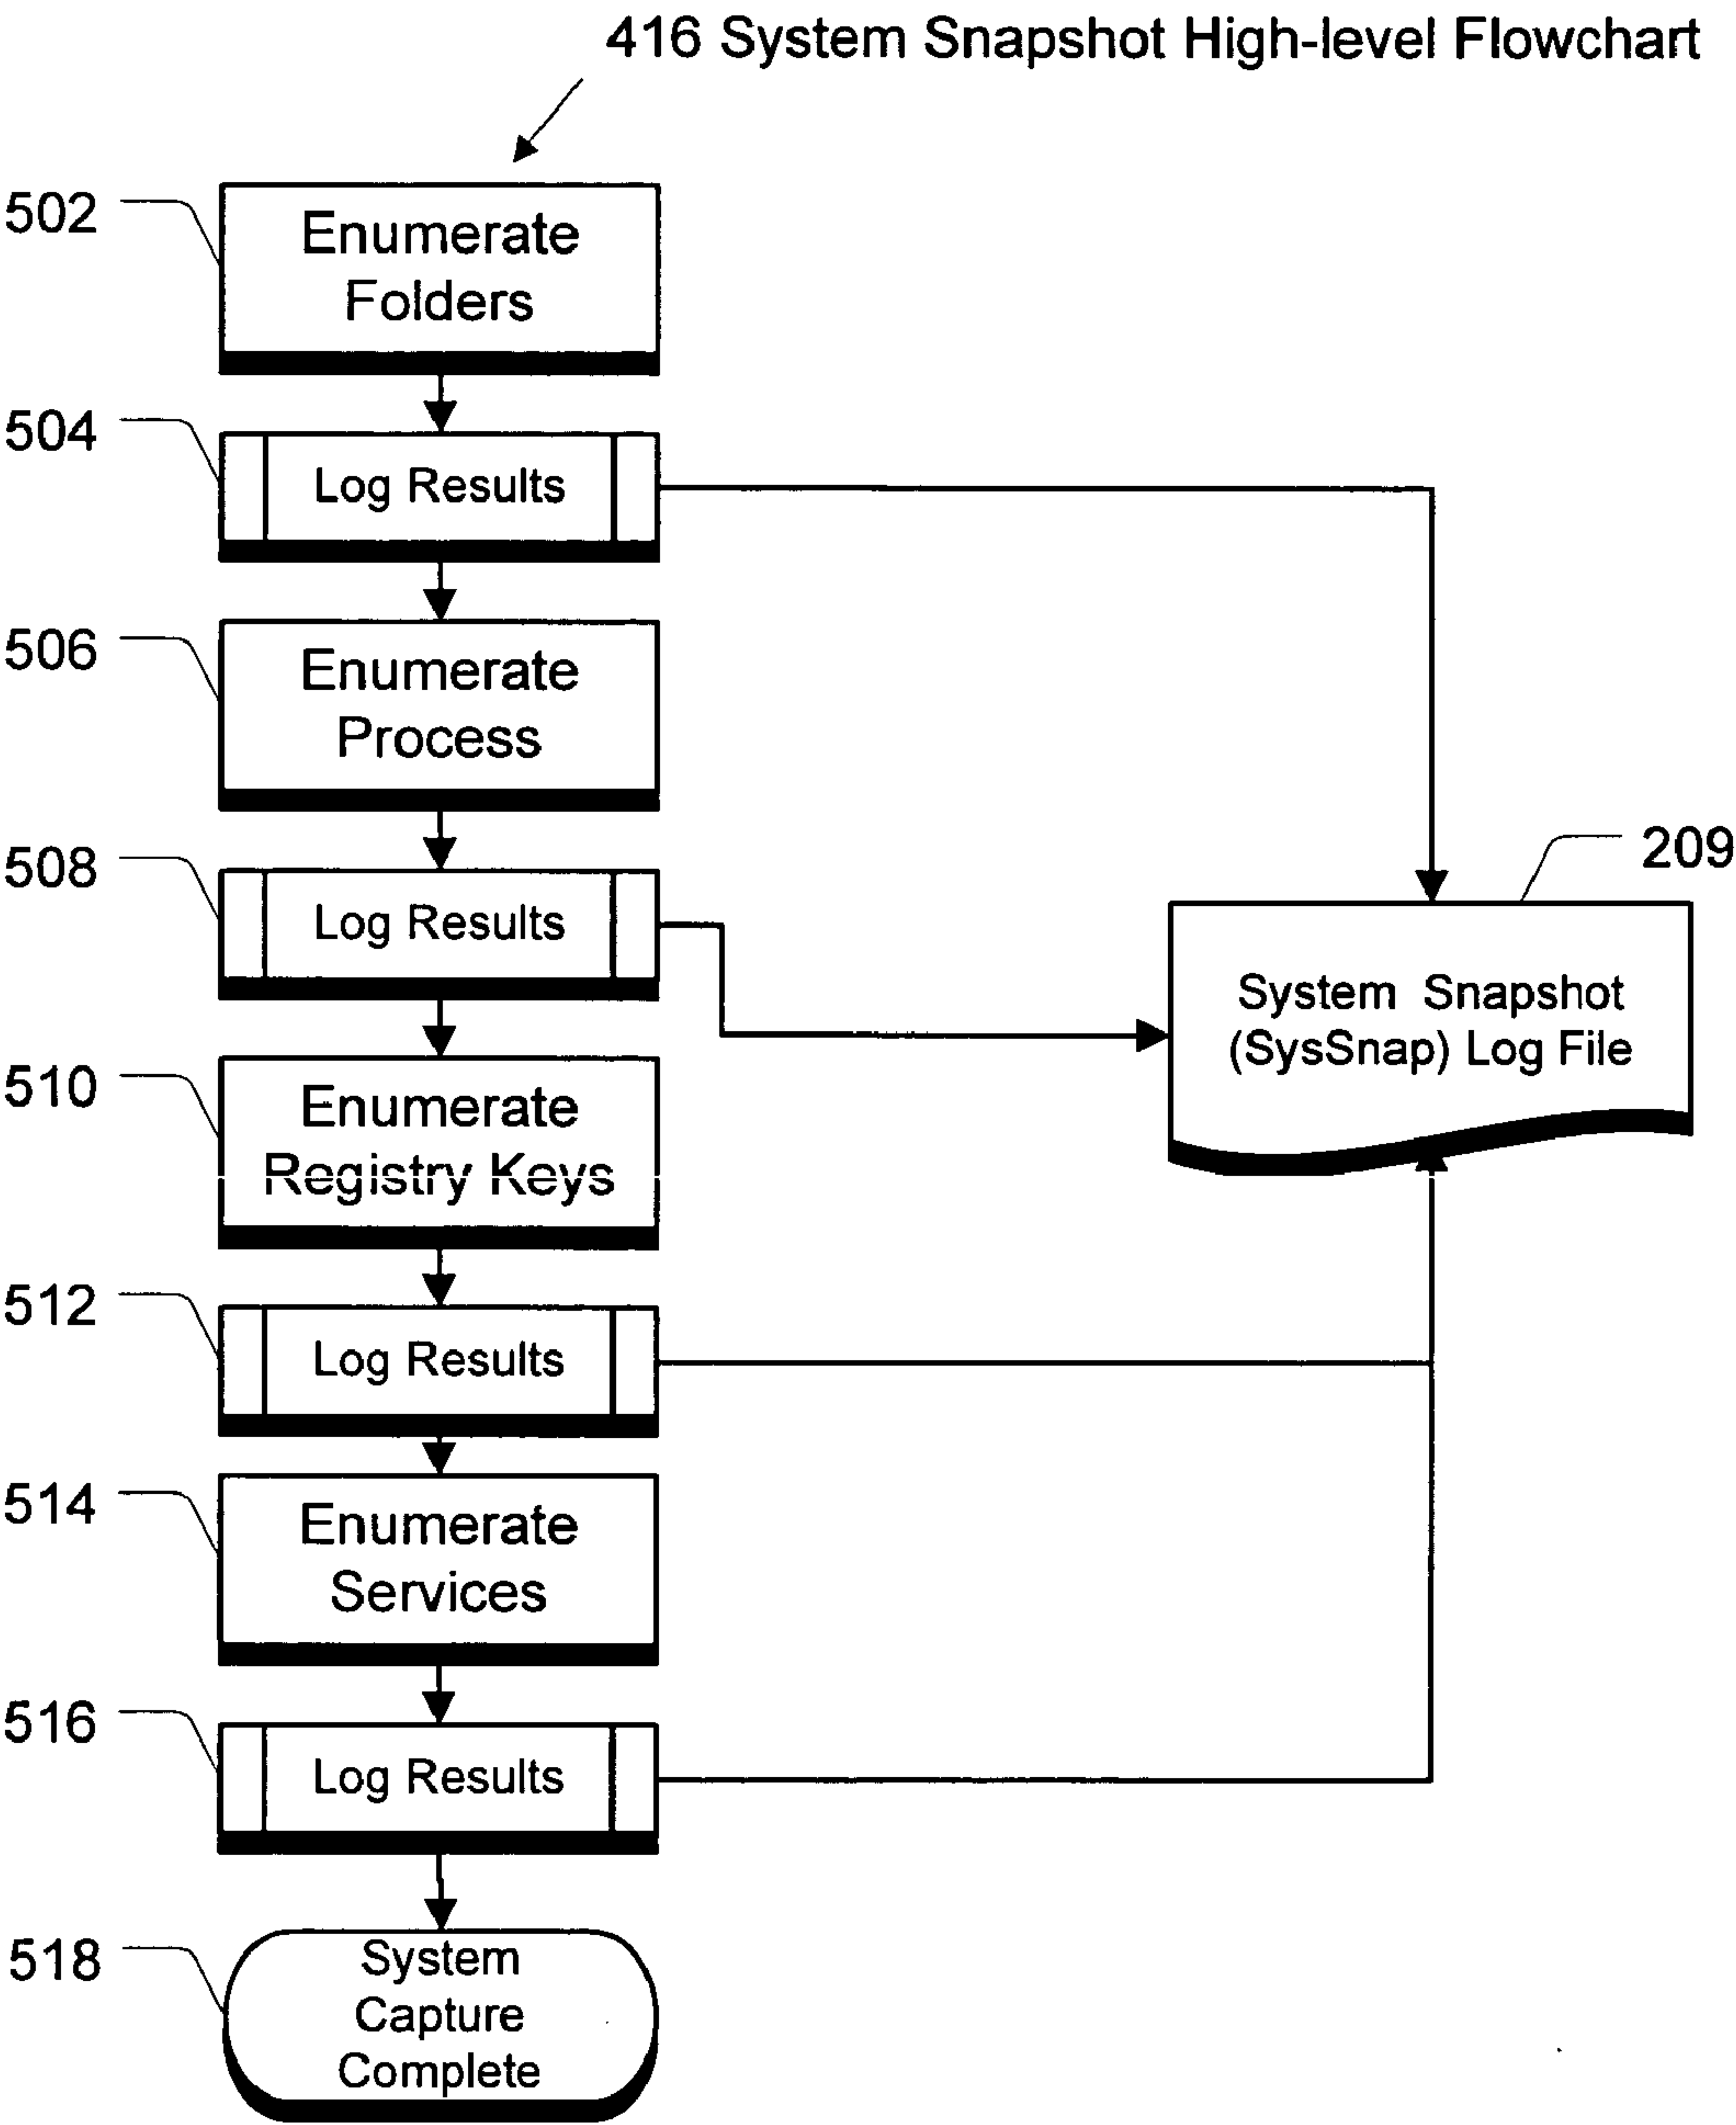 416 System Snapshot High-level Flowchart
502
Enumerate
Folders
504
Log Results
506
Enumerate
Process
508
Log Results
209
System Snapshot
(SysSnap) Log File
510
Enumerate
Registry Keys
512
Log Results
514
Enumerate
Services
516
Log Results
518
System
Capture
Complete